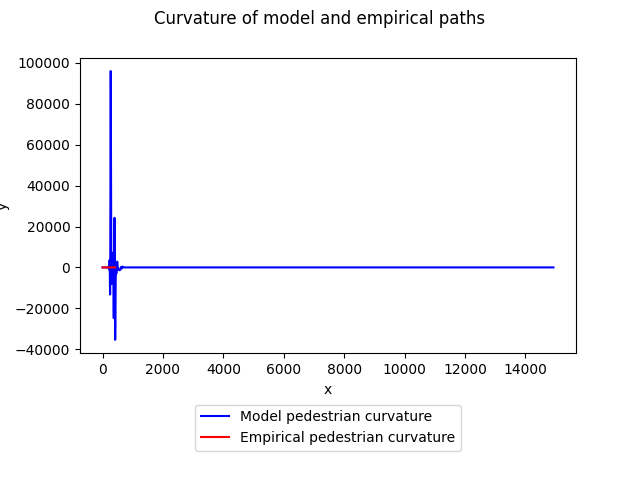 Curvature of model and empirical paths
100000
80000
60000
40000
20000
0
−20000
−40000
y
0 2000 4000 6000 8000 10000 12000 14000
x
Model pedestrian curvature
Empirical pedestrian curvature